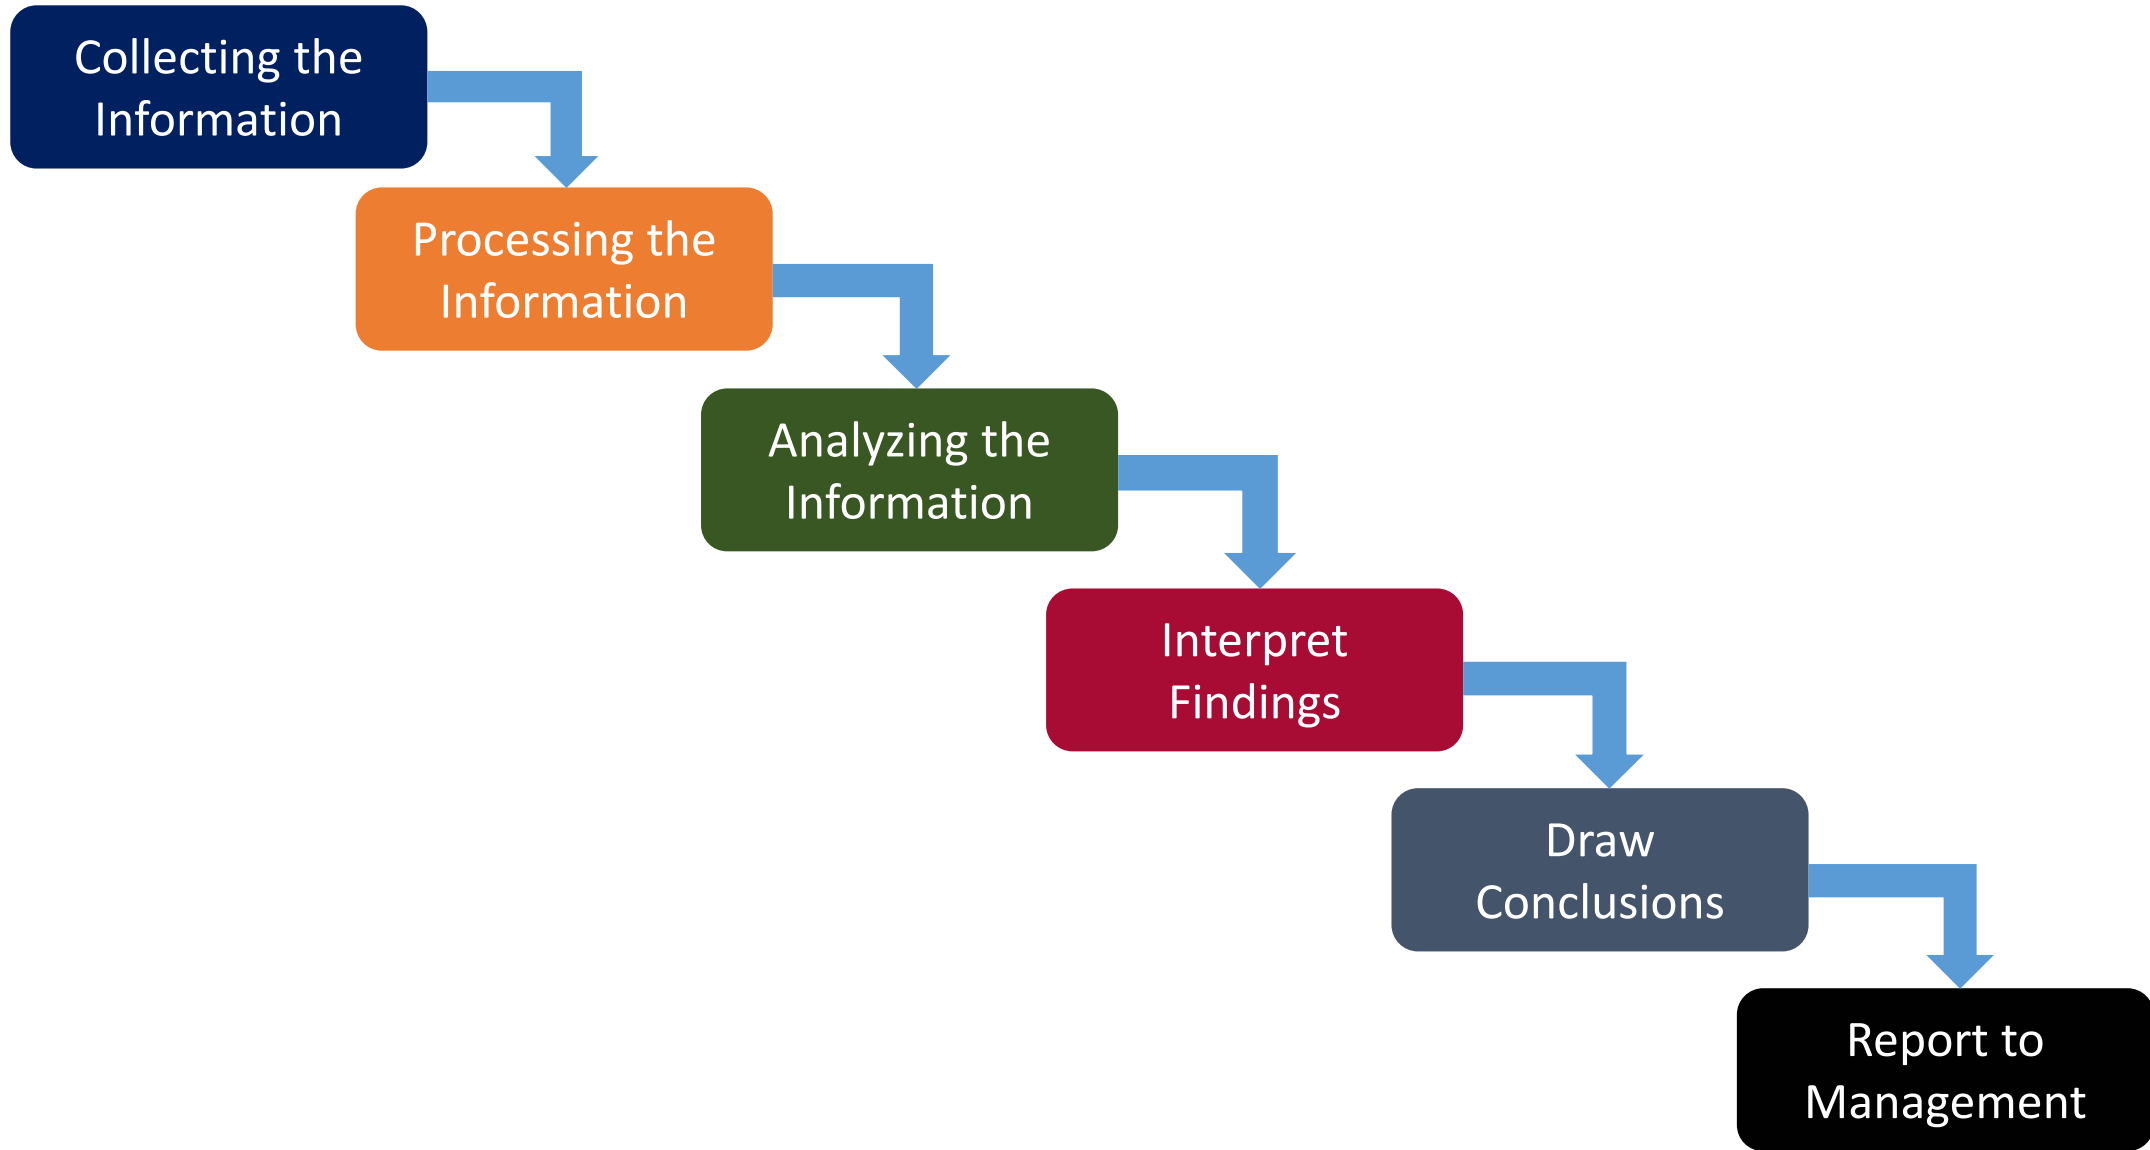 Collecting the
Information
Processing the
Information
Analyzing the
Information
Interpret
Findings
Draw
Conclusions
Report to
Management